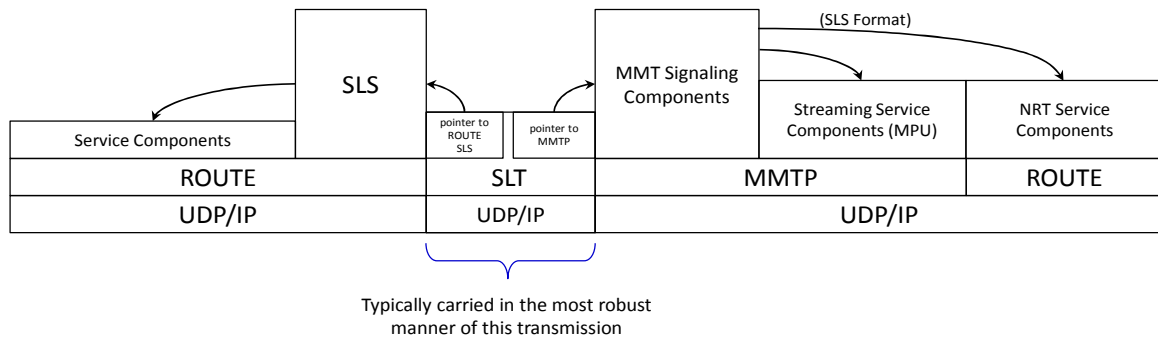 (SLS Format)
SLS
MMT Signaling
Components
Service Components
pointer to
ROUTE
SLS
pointer to
MMTP
Streaming Service
Components (MPU)
NRT Service
Components
ROUTE
SLT
MMTP
ROUTE
UDP/IP
UDP/IP
UDP/IP
Typically carried in the most robust
manner of this transmission